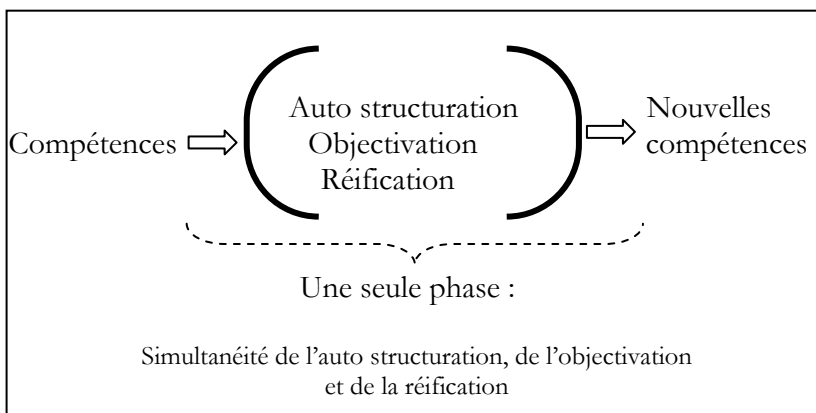 Auto structuration
Objectivation
Réification
Compétences
Nouvelles
compétences
Une seule phase :
Simultanéité de l’auto structuration, de l’objectivation
et de la réification